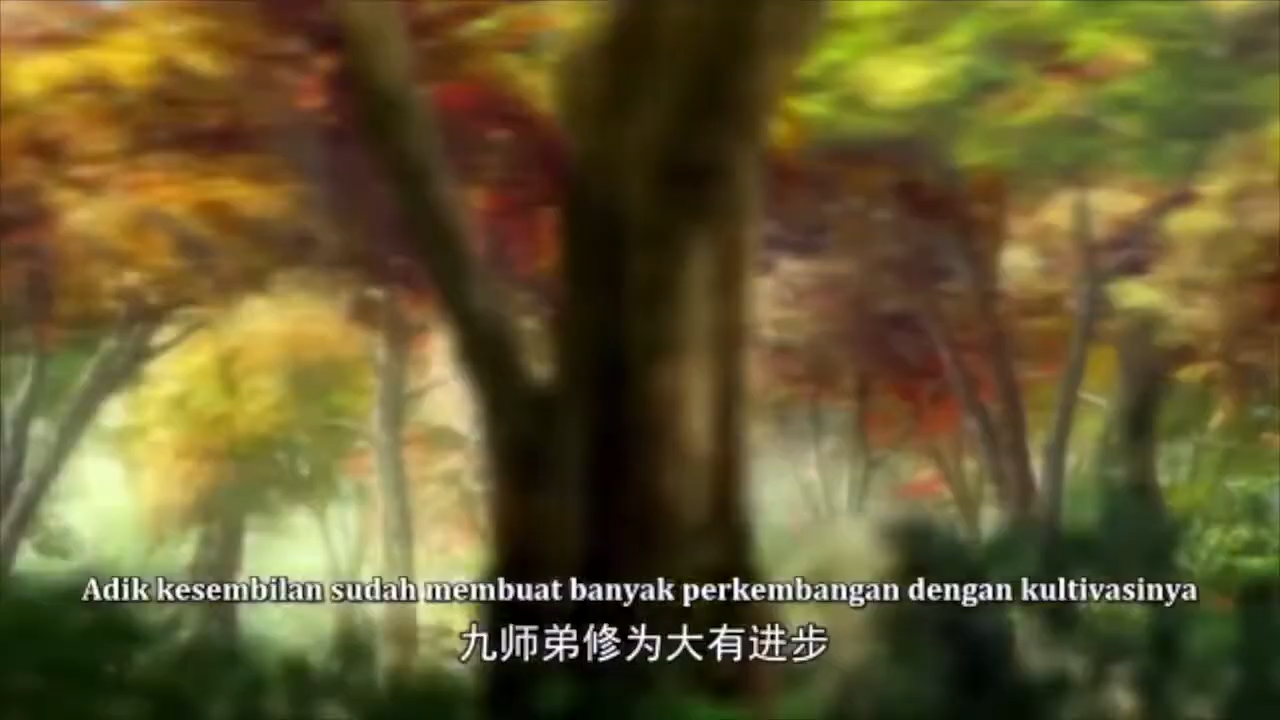 Adik kesembilan sudah membuat banyak perkembangan dengan kultivasinya
九师弟修为大有进步